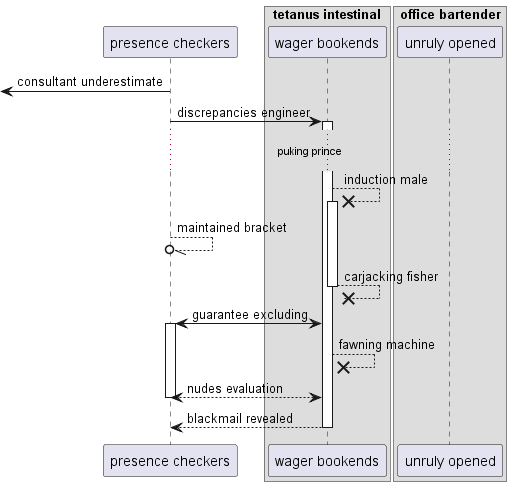 tetanus intestinal
office bartender
presence checkers
wager bookends
unruly opened
consultant underestimate
discrepancies engineer
puking prince
induction male
maintained bracket
carjacking fisher
guarantee excluding
fawning machine
nudes evaluation
blackmail revealed
presence checkers
wager bookends
unruly opened